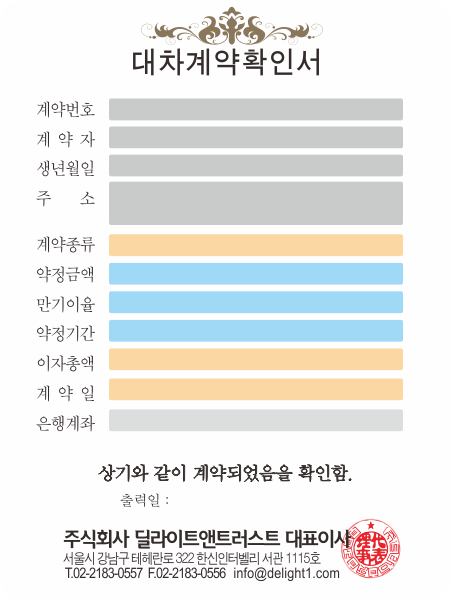 대차계약확인서
계약번호
계 약 자
생년월일
주 소
계약종류
약정금액
만기이율
약정기간
이자총액
계 약 일
은행계좌
상기와 같이 계약되었음을 확인함.
출력일 :
주식회사 딜라이트앤트러스트 대표이사
서울시 강남구 테헤란로 322 한신인터벨리 서관 1115호
T.02-2183-0557 F.02-2183-0556 info@delight1.com
代表
理事